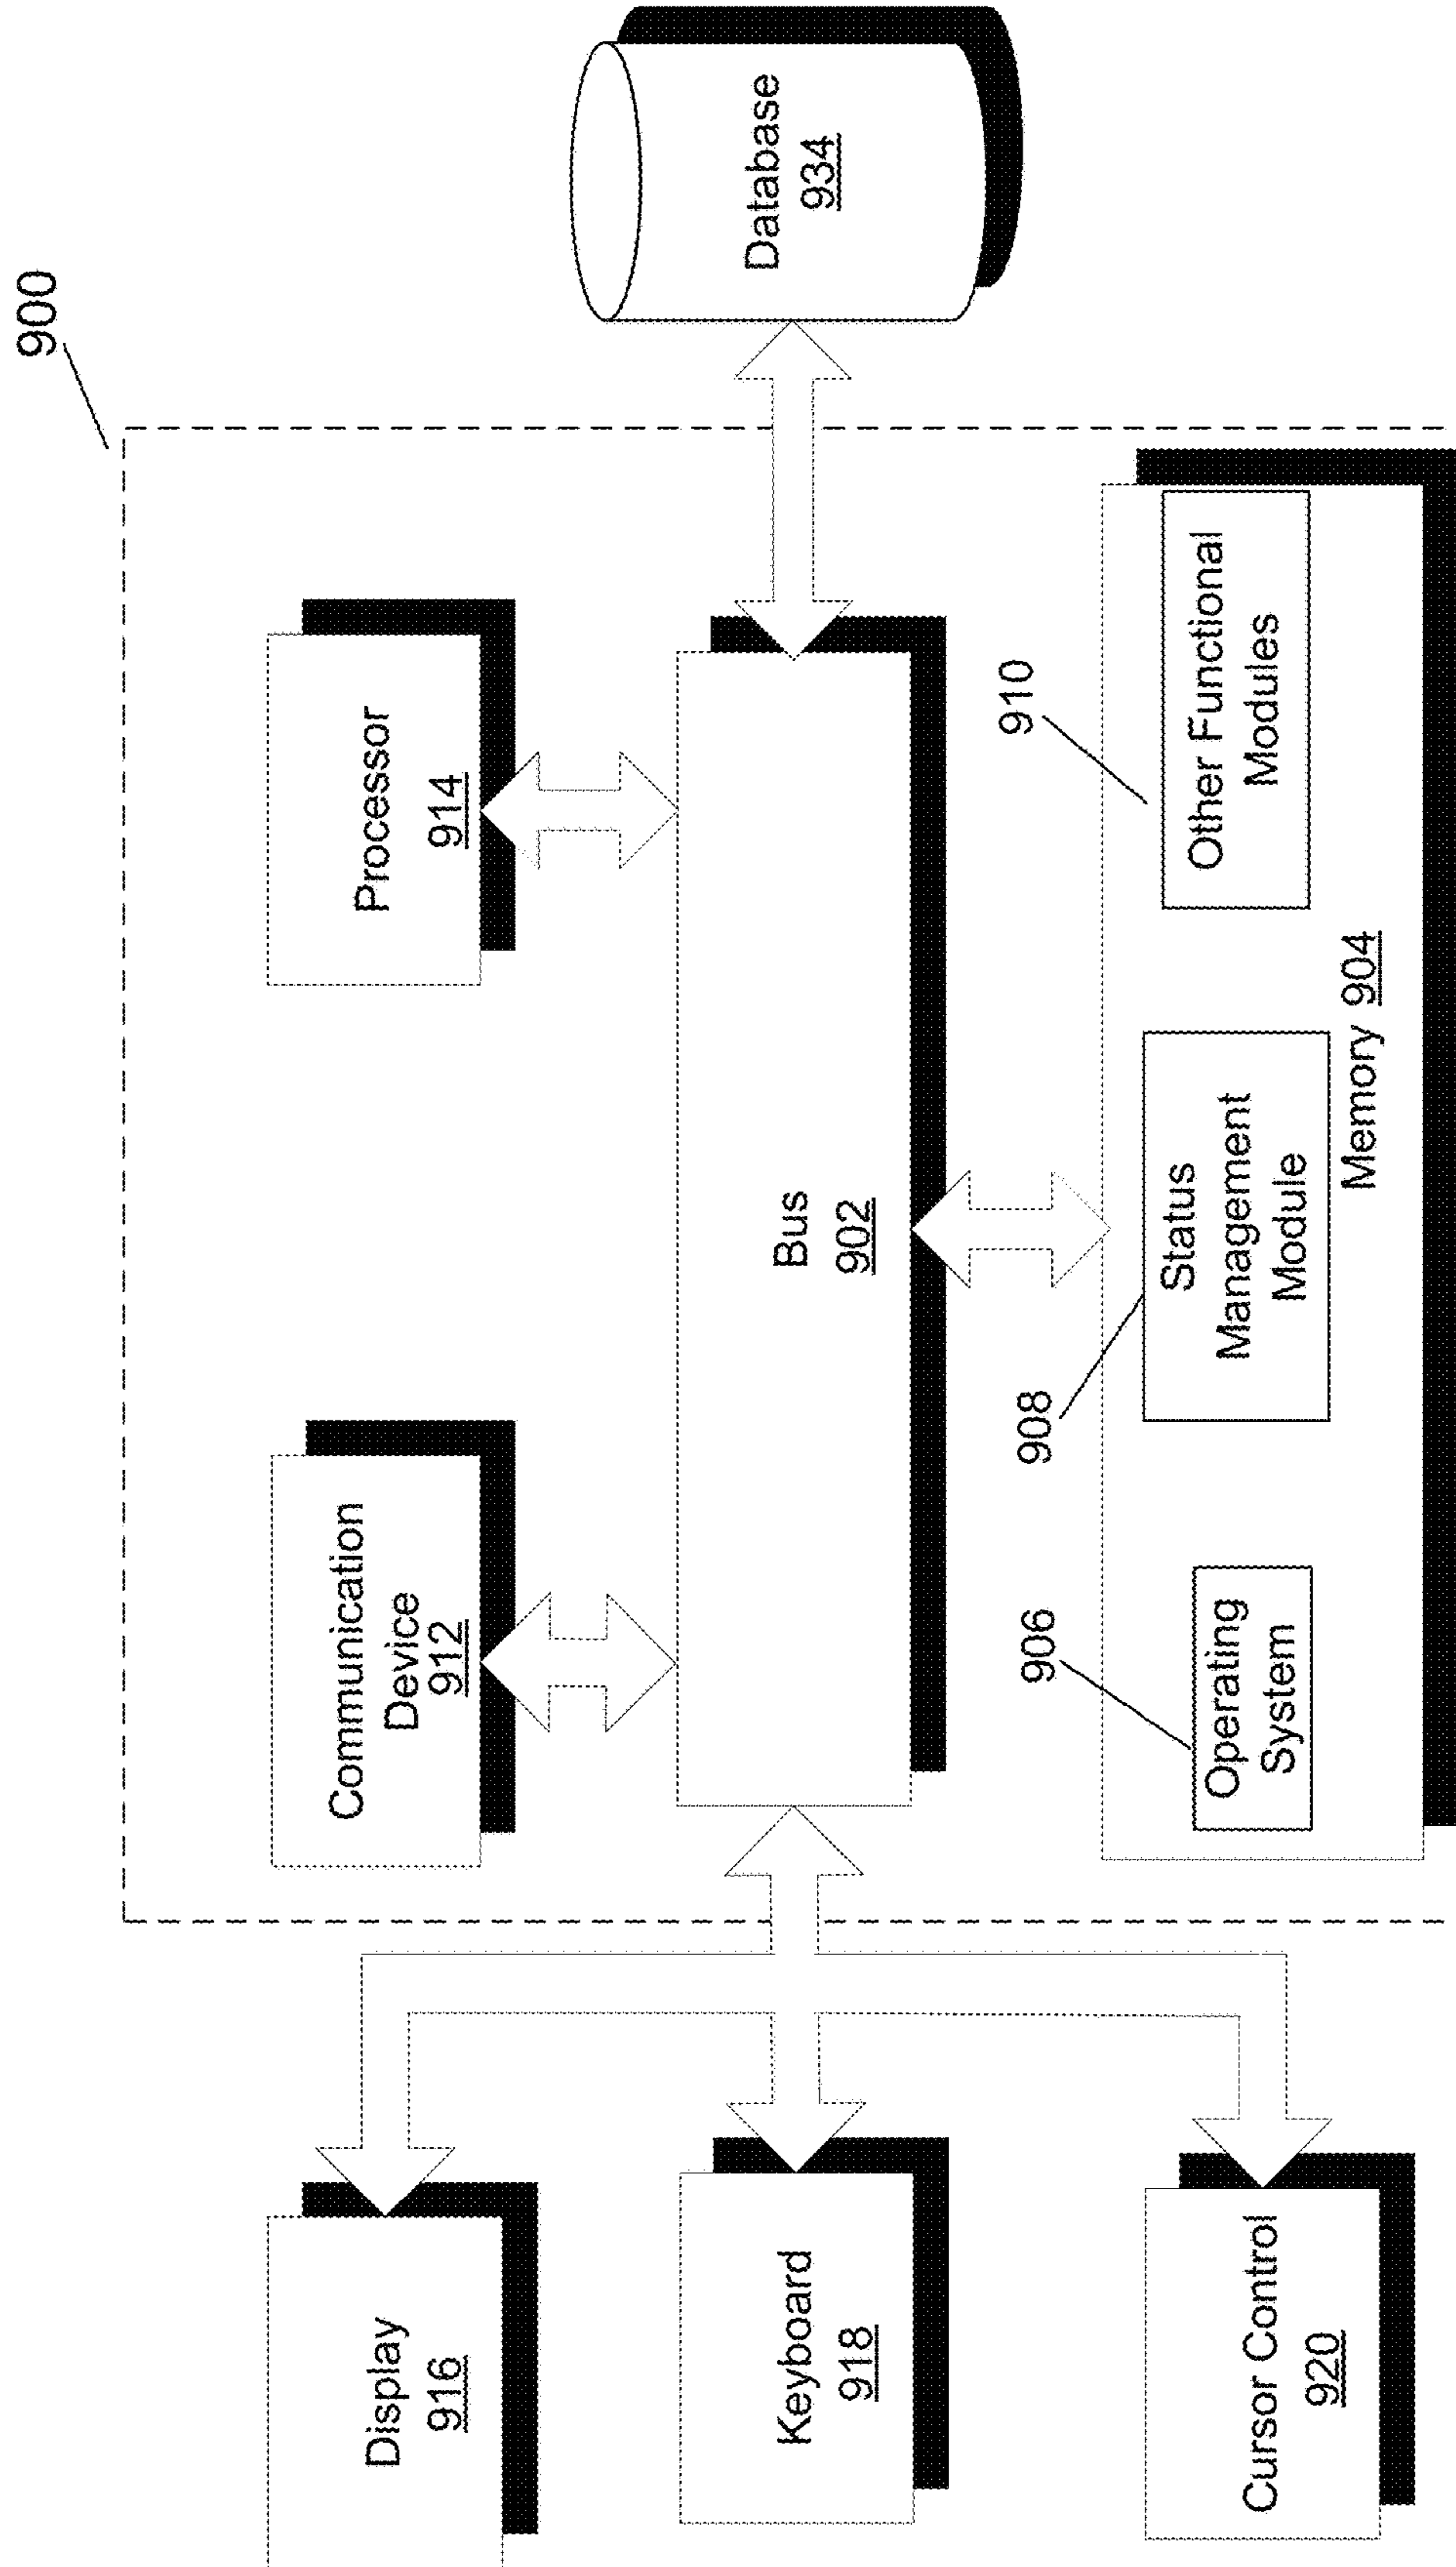 900
Display
916
Communication
Device
912
Processor
914
Keyboard
918
Bus
902
Database
934
906
908
910
Cursor Control
920
Operating
System
Status
Management
Module
Other Functional
Modules
Memory 904